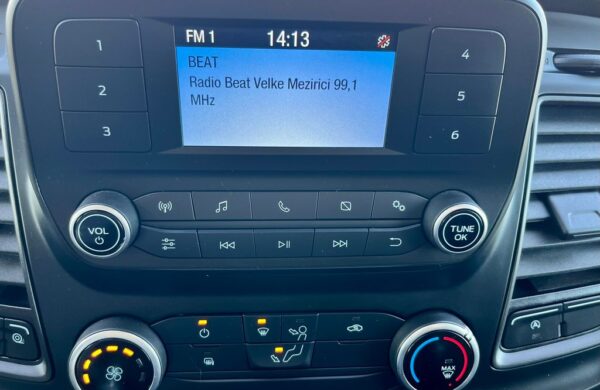 FM 1 14:13
BEAT
Radio Beat Velke Mezirici 99,1
MHz
1
2
3
4
5
6
VOL
TUNE
OK
MAX
A